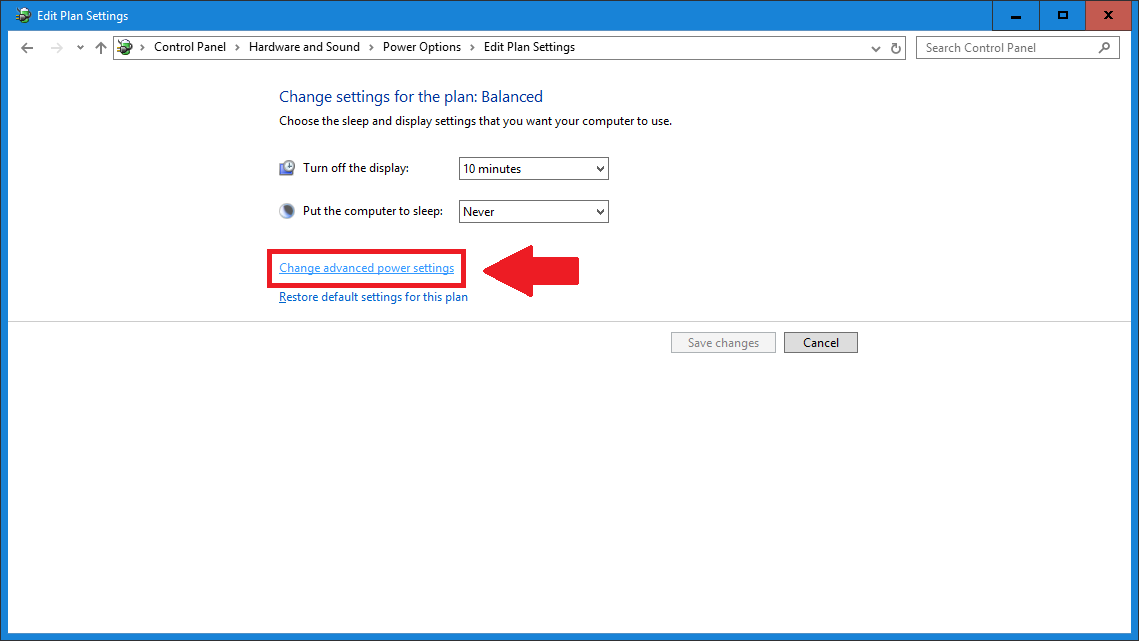 Edit Plan Settings
Control Panel > Hardware and Sound > Power Options > Edit Plan Settings
Search Control Panel
Change settings for the plan: Balanced
Choose the sleep and display settings that you want your computer to use.
Turn off the display: 10 minutes
Put the computer to sleep: Never
Change advanced power settings
Restore default settings for this plan
Save changes Cancel